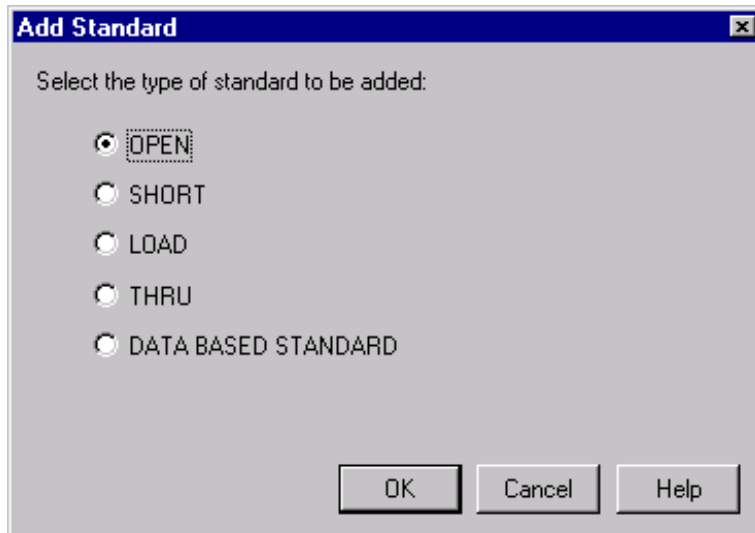 Add Standard
Select the type of standard to be added:
OPEN
SHORT
LOAD
THRU
DATA BASED STANDARD
OK Cancel Help